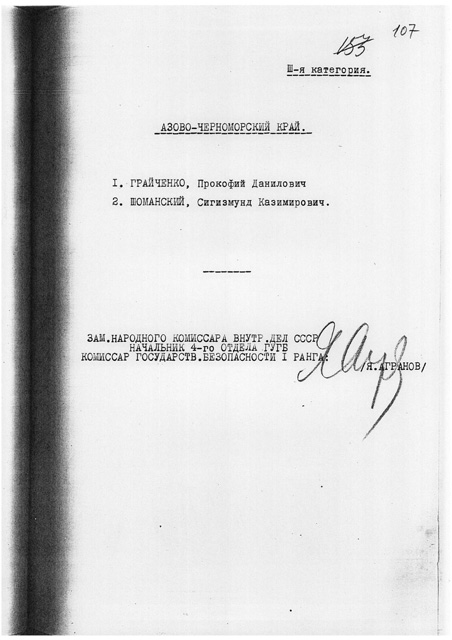 107
153
Ш-я категория.
АЗОВО-ЧЕРНОМОРСКИЙ КРАЙ.
1. ГРАЙЧЕНКО, Прокофий Данилович
2. ШОМАНСКИЙ, Сигизмунд Казимирович.
ЗАМ.НАРОДНОГО КОМИССАРА ВНУТР.ДЕЛ СССР
НАЧАЛЬНИК 4-го ОТДЕЛА ГУГБ
КОМИССАР ГОСУДАРСТВ.БЕЗОПАСНОСТИ I РАНГА:
/Я.АГРАНОВ/